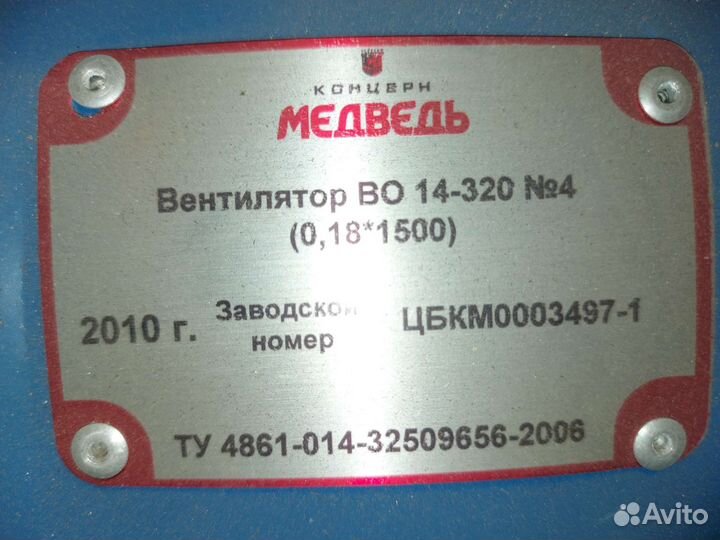 КОНЦЕРН
МЕДВЕДЬ
Вентилятор ВО 14-320 №4
(0,18*1500)
2010 г. Заводской номер ЦБКМ0003497-1
ТУ 4861-014-32509656-2006
Avito